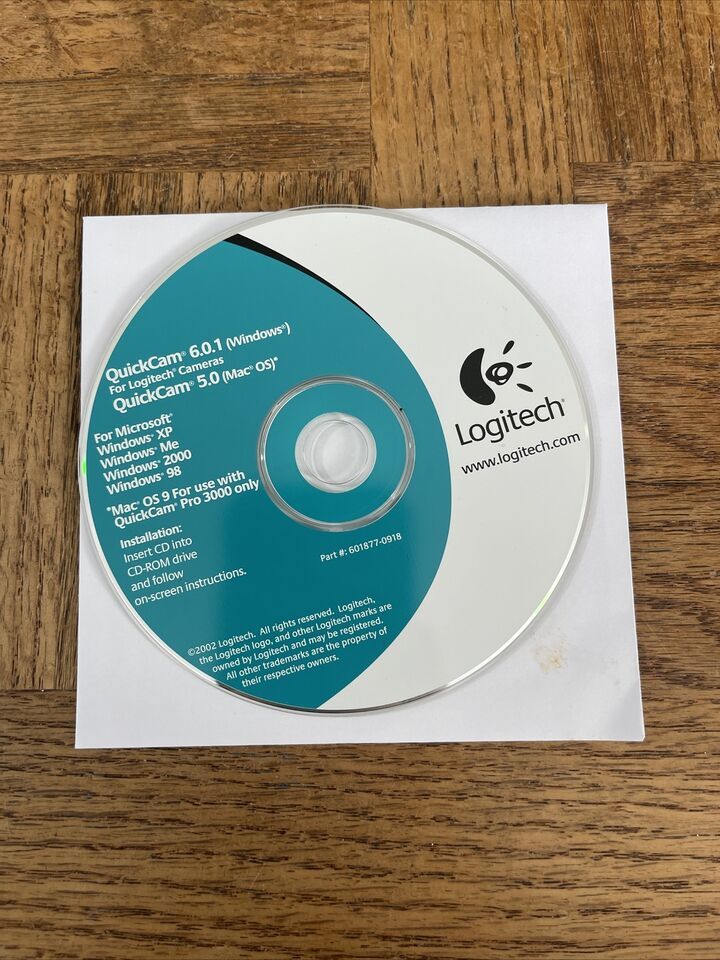 QuickCam® 6.0.1 (Windows®)
For Logitech® Cameras
QuickCam® 5.0 (Mac® OS)*
For Microsoft®
Windows® XP
Windows® Me
Windows® 2000
Windows® 98
*Mac® OS 9 For use with
QuickCam® Pro 3000 only
Installation:
Insert CD into
CD-ROM drive
and follow
on-screen instructions.
Part #: 601877-0918
©2002 Logitech. All rights reserved. Logitech,
the Logitech logo, and other Logitech marks are
owned by Logitech and may be registered.
All other trademarks are the property of
their respective owners.
Logitech®
www.logitech.com